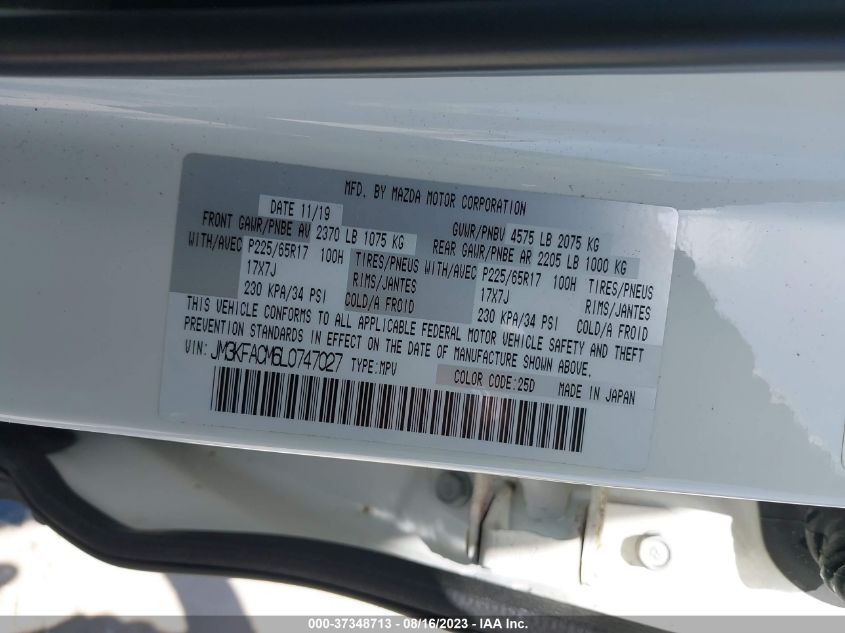 MFD. BY MAZDA MOTOR CORPORATION
DATE 11/19 GVWR/PNBV 4575 LB 2075 KG
FRONT GAWR/PNBE AV 2370 LB 1075 KG REAR GAWR/PNBE AR 2205 LB 1000 KG
WITH/AVEC P225/65R17 100H TIRES/PNEUS WITH/AVEC P225/65R17 100H TIRES/PNEUS
17X7J RIMS/JANTES 17X7J RIMS/JANTES
230 KPA/34 PSI COLD/A FROID 230 KPA/34 PSI COLD/A FROID
THIS VEHICLE CONFORMS TO ALL APPLICABLE FEDERAL MOTOR VEHICLE SAFETY AND THEFT
PREVENTION STANDARDS IN EFFECT ON THE DATE OF MANUFACTURE SHOWN ABOVE.
VIN: JM3KFACM6L0747027 TYPE:MPV COLOR CODE:25D MADE IN JAPAN
000-37348713 - 08/16/2023 - IAA Inc.